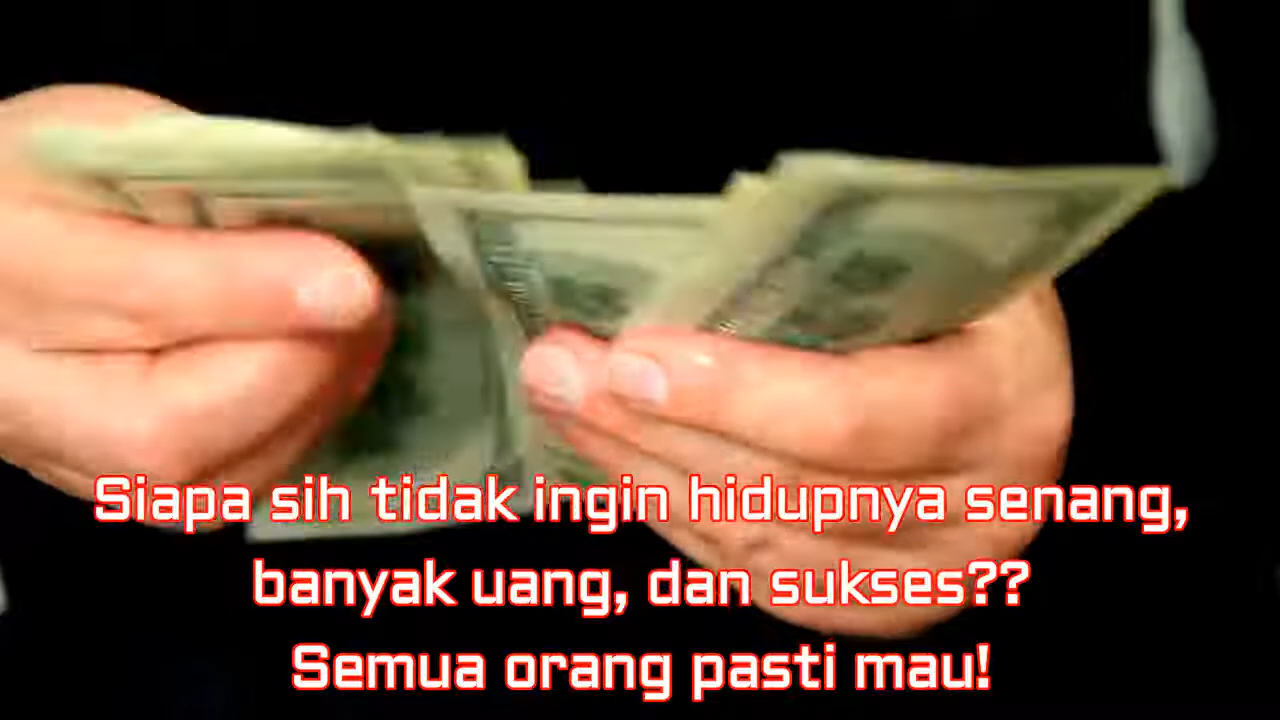 Siapa sih tidak ingin hidupnya senang,
banyak uang, dan sukses??
Semua orang pasti mau!